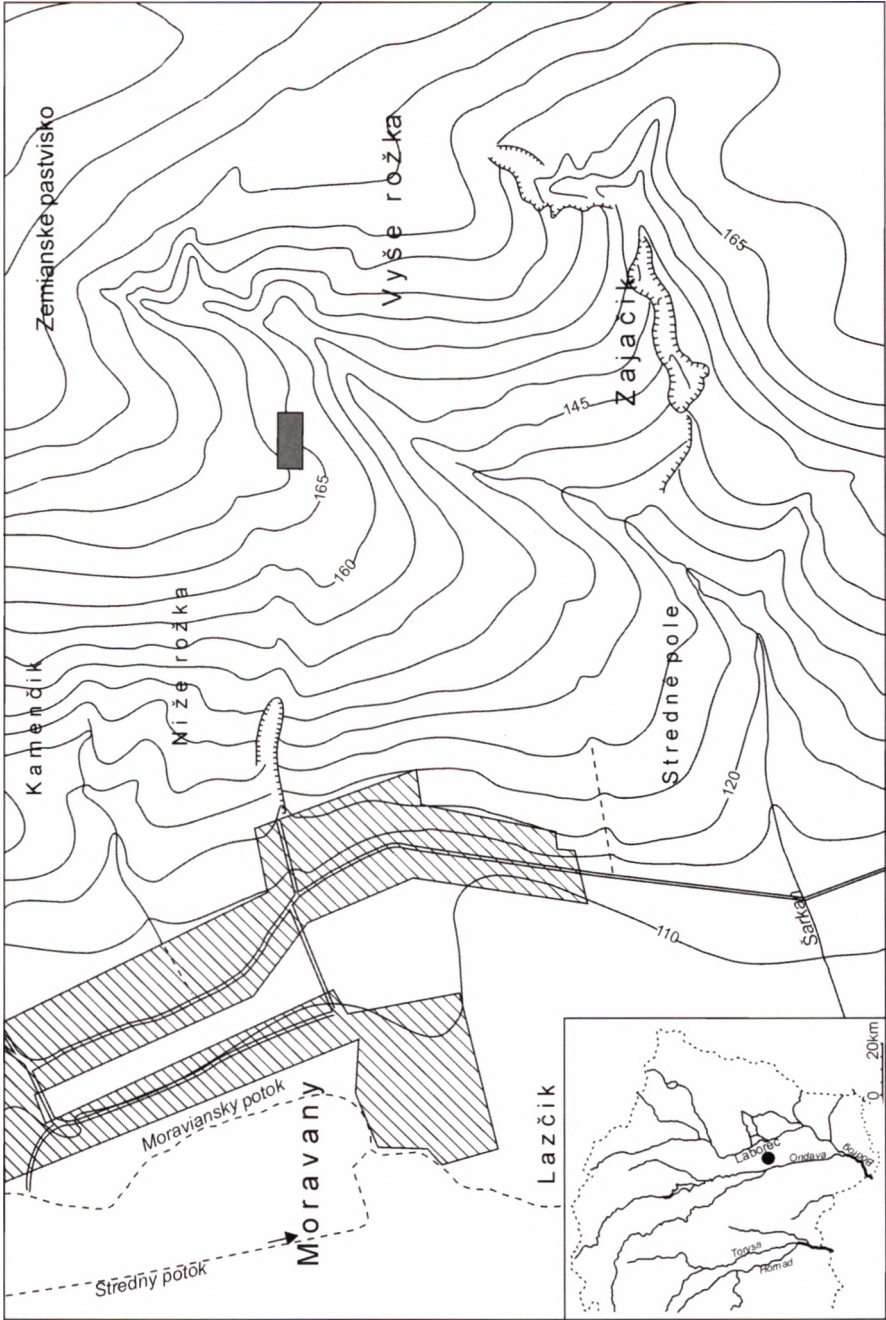 Zemianske pastvisko
Vyše rožka
165
Zajačik
145
165
160
Kamenčik
Niže rožka
Stredne pole
120
110
Šarkan
Moraviansky potok
Moravany
Stredný potok
Lazčik
Laborec
Ondava
Bodrog
Torysa
Hornad
0
20km